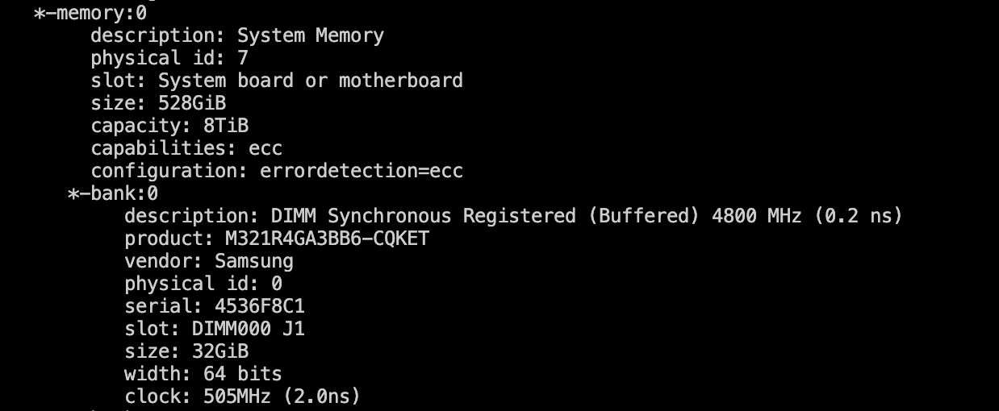 *-memory:0
description: System Memory
physical id: 7
slot: System board or motherboard
size: 528GiB
capacity: 8TiB
capabilities: ecc
configuration: errordetection=ecc
*-bank:0
description: DIMM Synchronous Registered (Buffered) 4800 MHz (0.2 ns)
product: M321R4GA3BB6-CQKET
vendor: Samsung
physical id: 0
serial: 4536F8C1
slot: DIMM000 J1
size: 32GiB
width: 64 bits
clock: 505MHz (2.0ns)